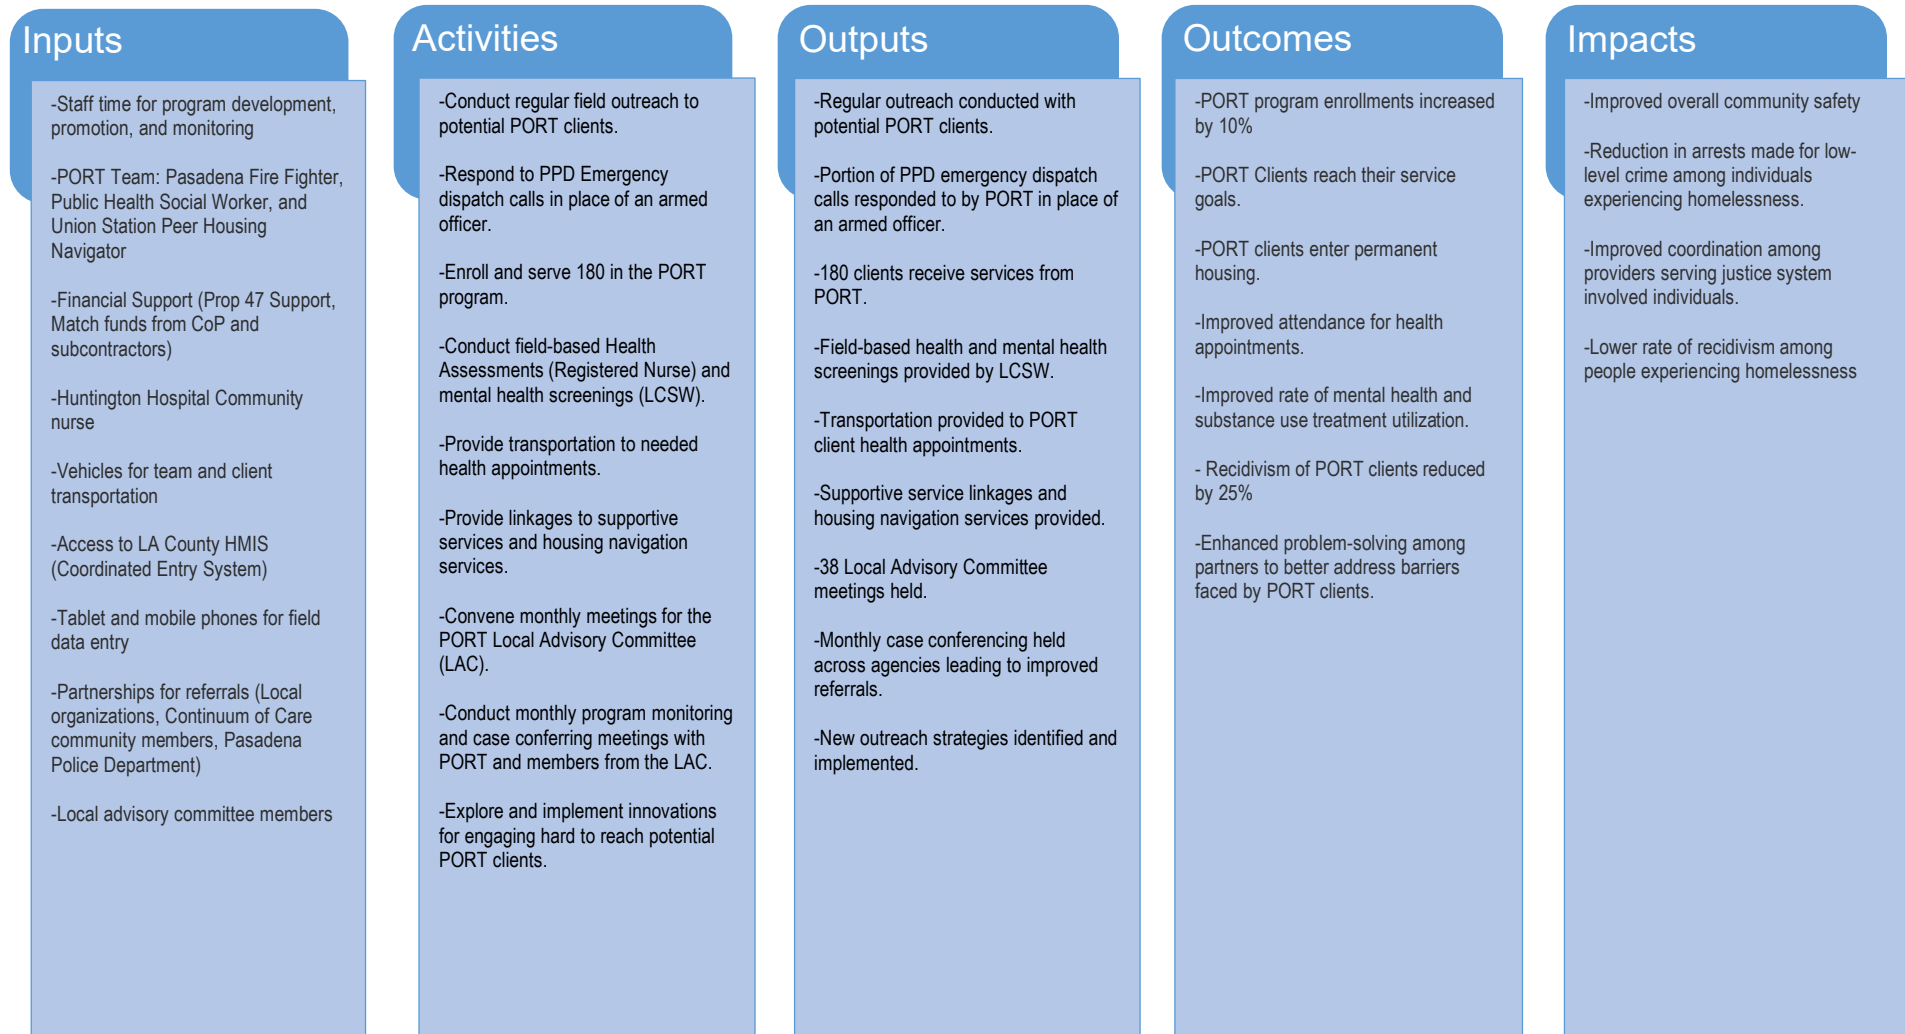 Inputs
-Staff time for program development,
promotion, and monitoring
-PORT Team: Pasadena Fire Fighter,
Public Health Social Worker, and
Union Station Peer Housing
Navigator
-Financial Support (Prop 47 Support,
Match funds from CoP and
subcontractors)
-Huntington Hospital Community
nurse
-Vehicles for team and client
transportation
-Access to LA County HMIS
(Coordinated Entry System)
-Tablet and mobile phones for field
data entry
-Partnerships for referrals (Local
organizations, Continuum of Care
community members, Pasadena
Police Department)
-Local advisory committee members
Activities
-Conduct regular field outreach to
potential PORT clients.
-Respond to PPD Emergency
dispatch calls in place of an armed
officer.
-Enroll and serve 180 in the PORT
program.
-Conduct field-based Health
Assessments (Registered Nurse) and
mental health screenings (LCSW).
-Provide transportation to needed
health appointments.
-Provide linkages to supportive
services and housing navigation
services.
-Convene monthly meetings for the
PORT Local Advisory Committee
(LAC).
-Conduct monthly program monitoring
and case conferring meetings with
PORT and members from the LAC.
-Explore and implement innovations
for engaging hard to reach potential
PORT clients.
Outputs
-Regular outreach conducted with
potential PORT clients.
-Portion of PPD emergency dispatch
calls responded to by PORT in place of
an armed officer.
-180 clients receive services from
PORT.
-Field-based health and mental health
screenings provided by LCSW.
-Transportation provided to PORT
client health appointments.
-Supportive service linkages and
housing navigation services provided.
-38 Local Advisory Committee
meetings held.
-Monthly case conferencing held
across agencies leading to improved
referrals.
-New outreach strategies identified and
implemented.
Outcomes
-PORT program enrollments increased
by 10%
-PORT Clients reach their service
goals.
-PORT clients enter permanent
housing.
-Improved attendance for health
appointments.
-Improved rate of mental health and
substance use treatment utilization.
- Recidivism of PORT clients reduced
by 25%
-Enhanced problem-solving among
partners to better address barriers
faced by PORT clients.
Impacts
-Improved overall community safety
-Reduction in arrests made for low-
level crime among individuals
experiencing homelessness.
-Improved coordination among
providers serving justice system
involved individuals.
-Lower rate of recidivism among
people experiencing homelessness